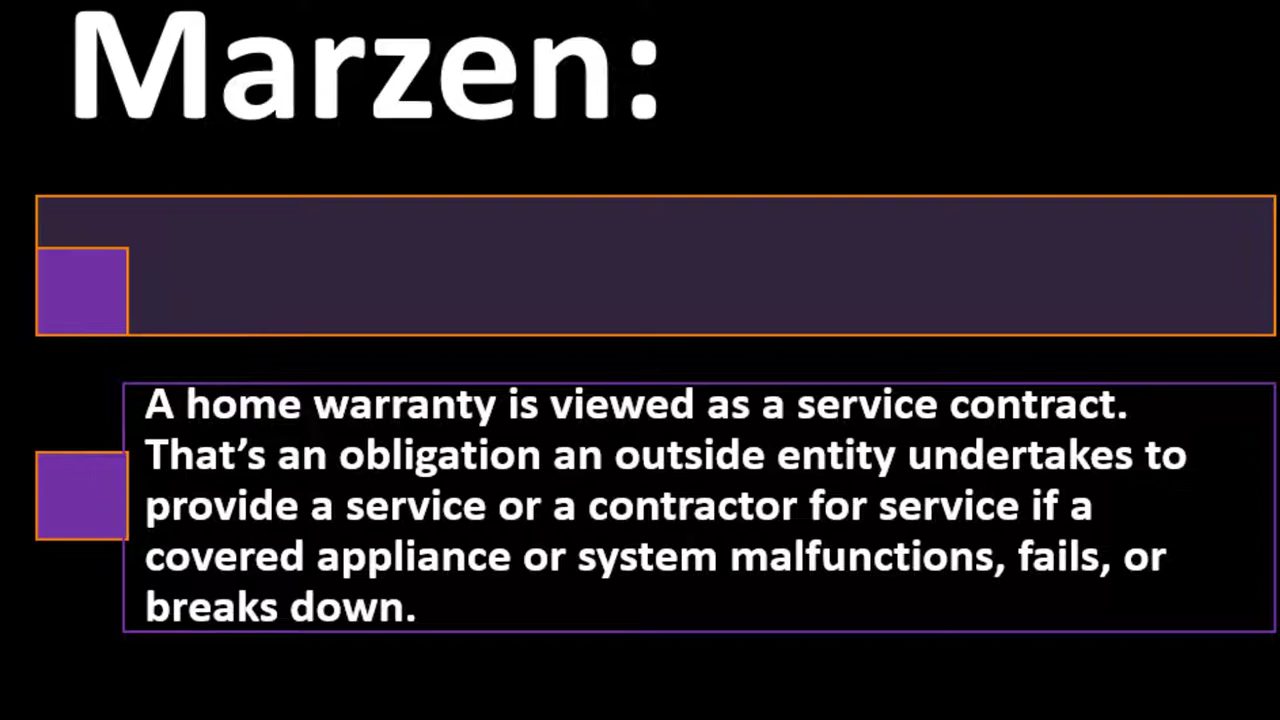 Marzen:
A home warranty is viewed as a service contract.
That’s an obligation an outside entity undertakes to
provide a service or a contractor for service if a
covered appliance or system malfunctions, fails, or
breaks down.